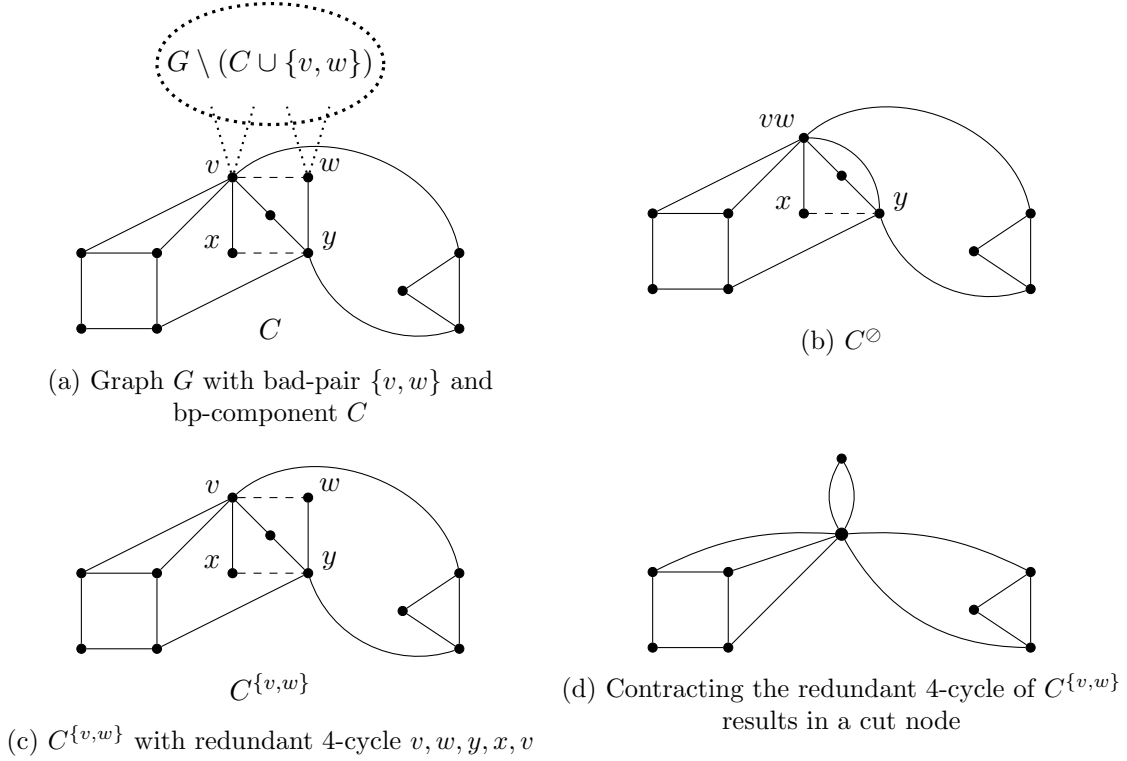 G \ (C ∪ {v, w})
v
w
x
y
C
(a) Graph G with bad-pair {v, w} and
bp-component C
vw
x
y
(b) C^⊘
v
w
x
y
C^{v,w}
(c) C^{v,w} with redundant 4-cycle v, w, y, x, v
(d) Contracting the redundant 4-cycle of C^{v,w}
results in a cut node